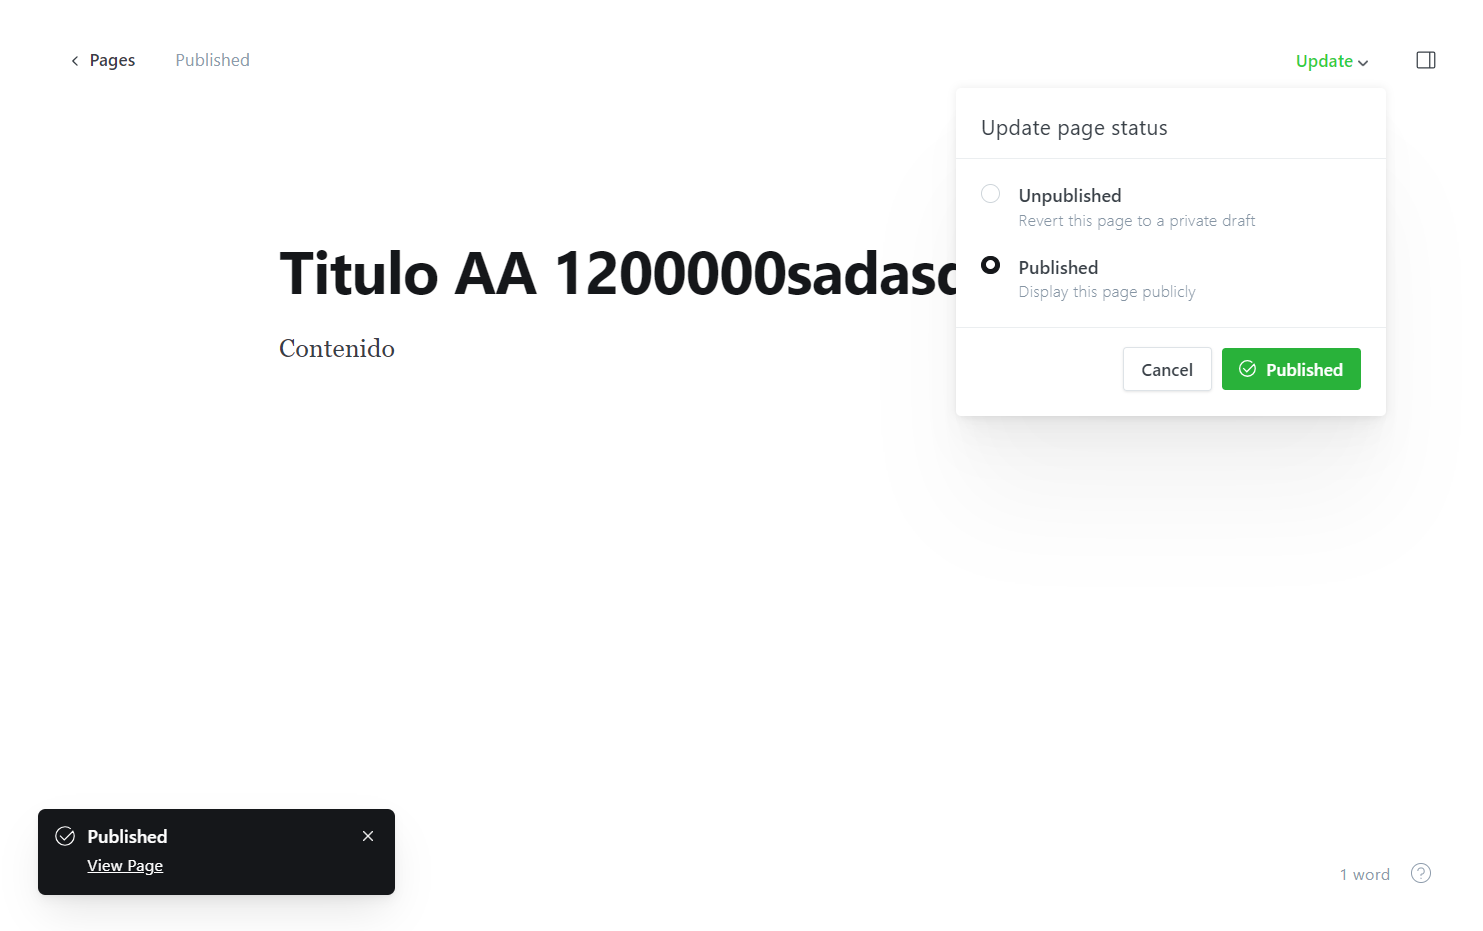 Pages
Published
Update
Update page status
Unpublished
Revert this page to a private draft
Published
Display this page publicly
Cancel
Published
Titulo AA 1200000sadas
Contenido
Published
View Page
1 word
?